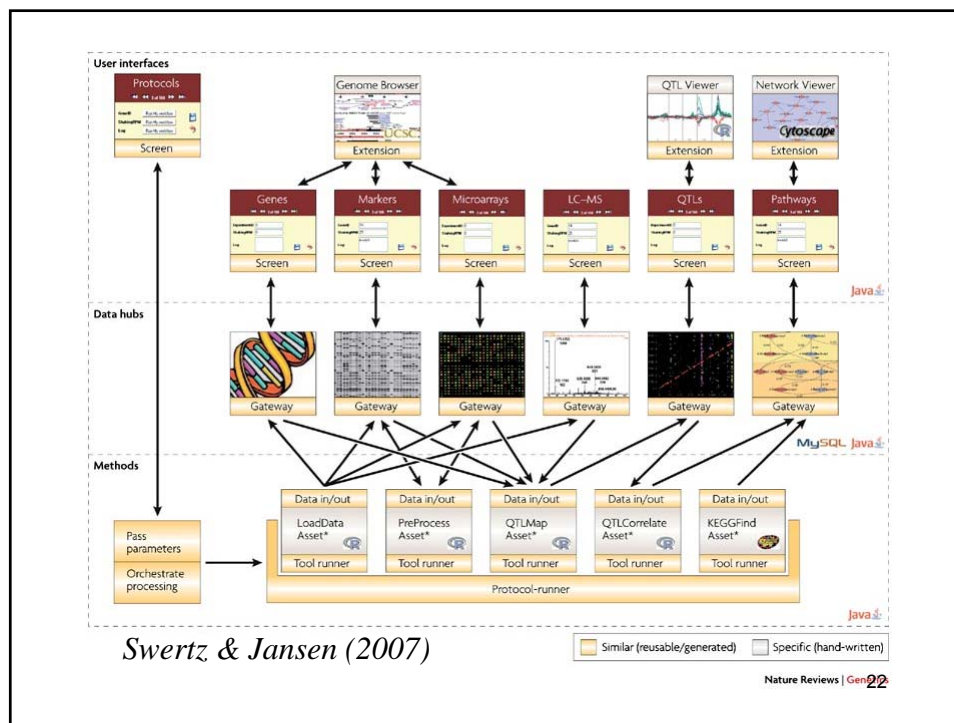 User interfaces
Protocols
Screen
Genome Browser
UCSC
Extension
QTL Viewer
Extension
Network Viewer
Cytoscape
Extension
Genes
Screen
Markers
Screen
Microarrays
Screen
LC–MS
Screen
QTLs
Screen
Pathways
Screen
Java
Data hubs
Gateway
Gateway
Gateway
Gateway
Gateway
Gateway
MySQL Java
Methods
Pass
parameters
Orchestrate
processing
Data in/out
LoadData
Asset*
Tool runner
Data in/out
PreProcess
Asset*
Tool runner
Data in/out
QTLMap
Asset*
Tool runner
Data in/out
QTLCorrelate
Asset*
Tool runner
Data in/out
KEGGFind
Asset*
Tool runner
Protocol-runner
Java
Swertz & Jansen (2007)
Similar (reusable/generated)
Specific (hand-written)
Nature Reviews | Genetics
22